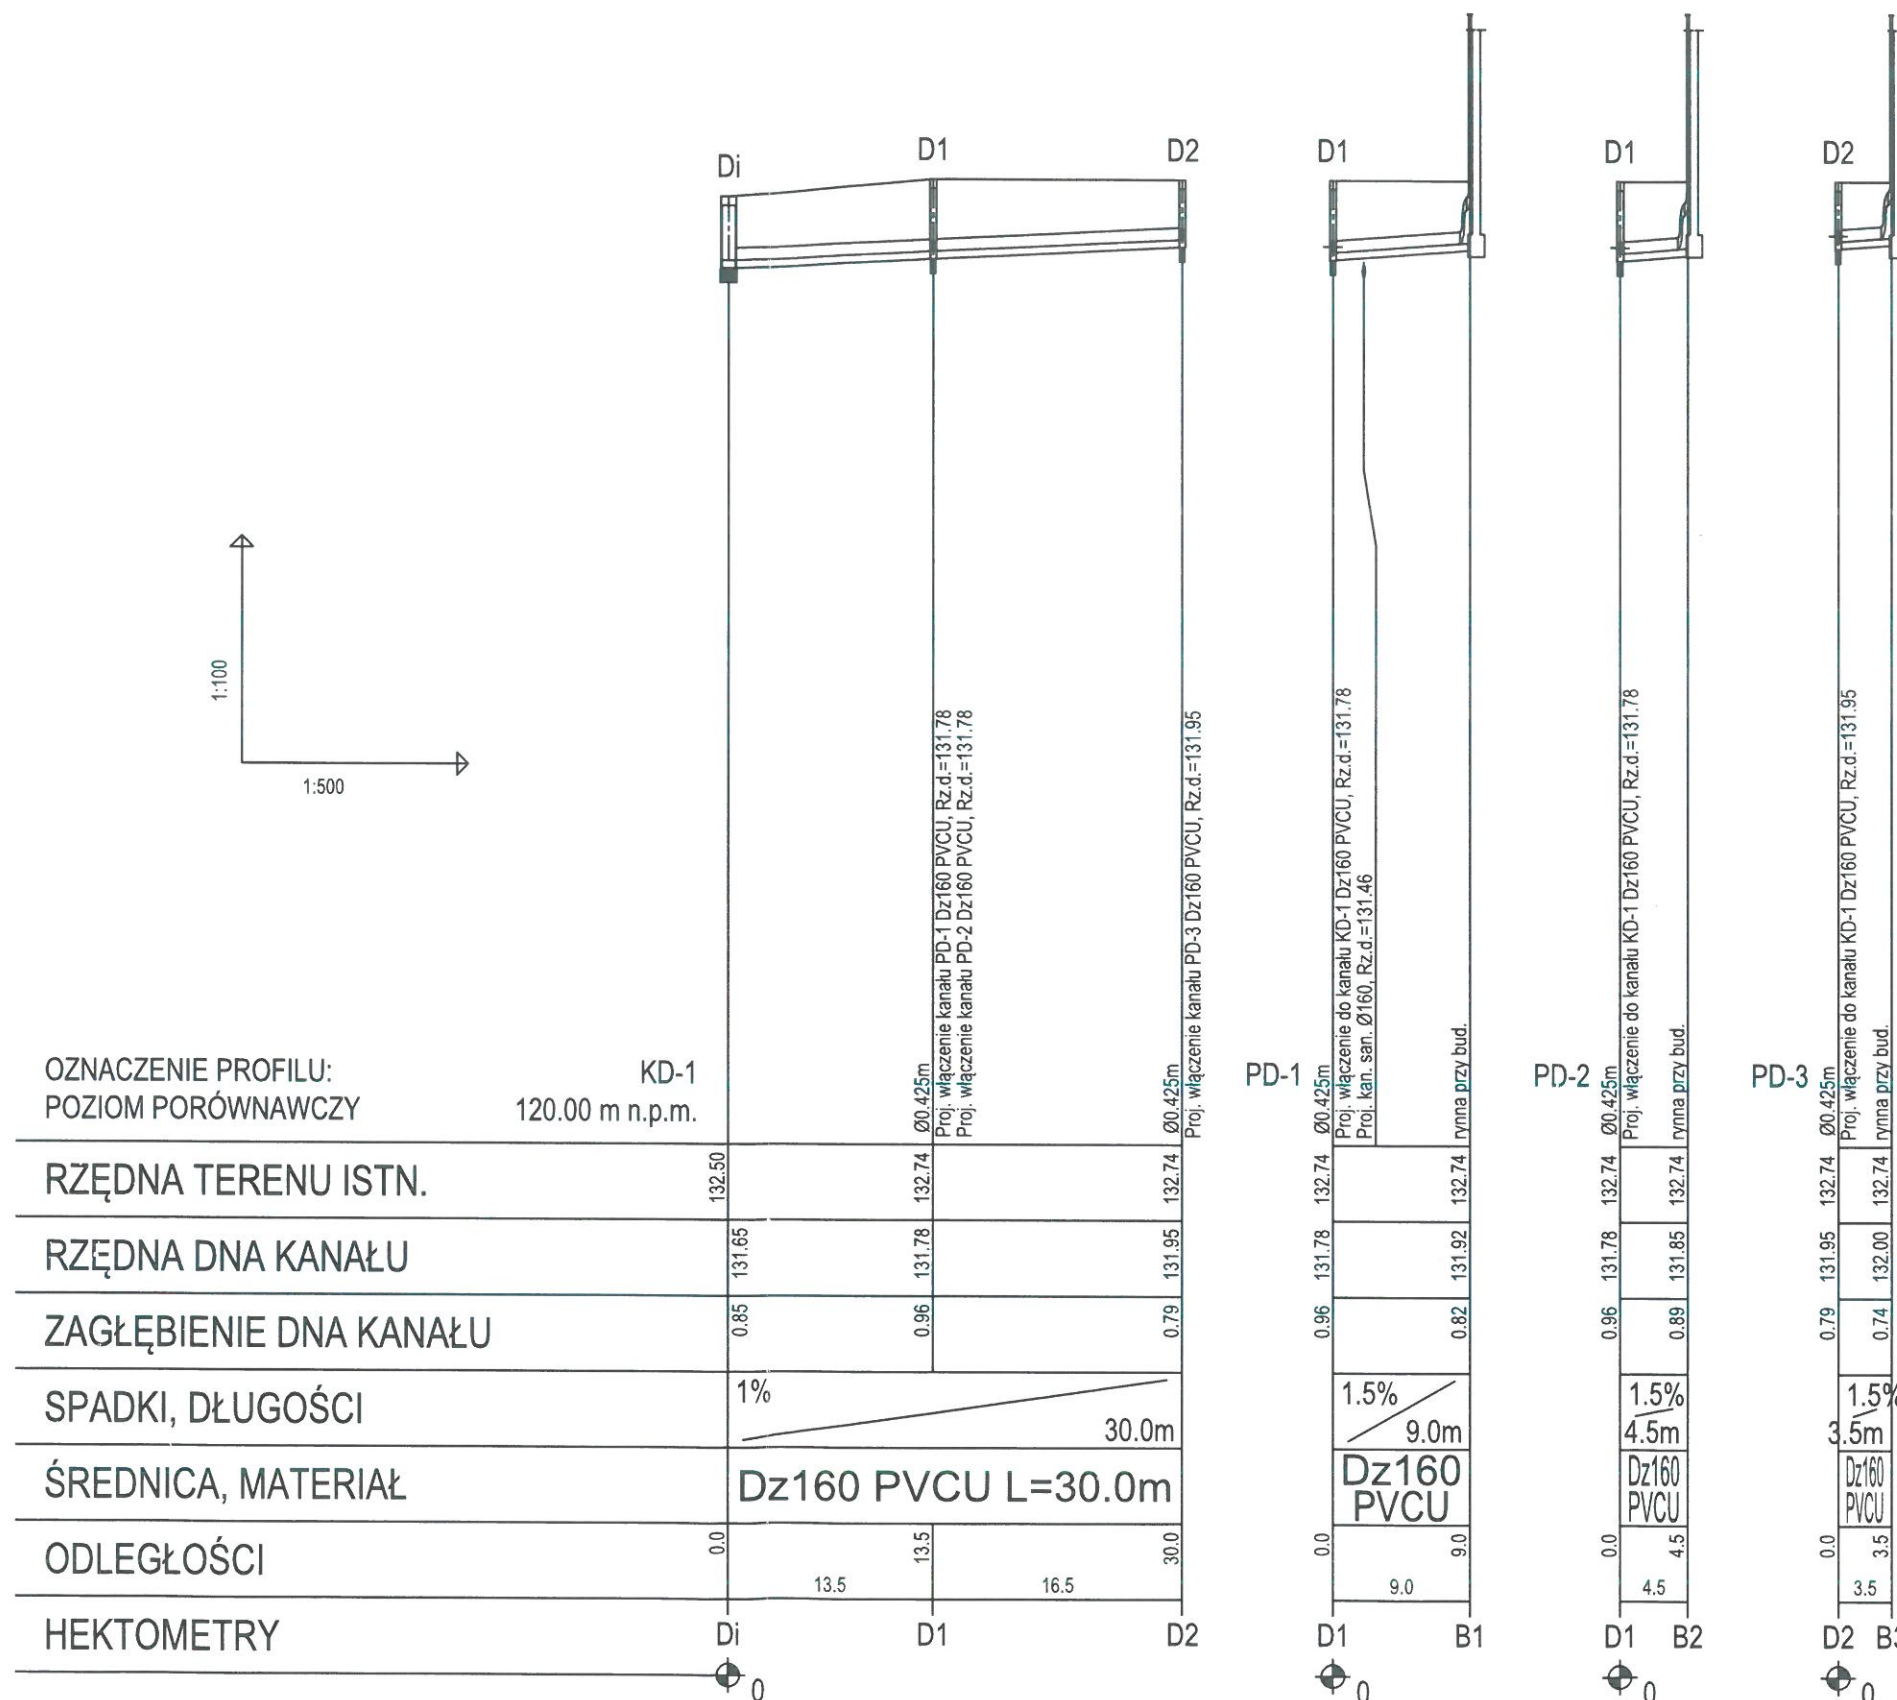 Di
D1
D2
D1
D1
D2
1:100
1:500
Proj. włączenie kanału PD-1 Dz160 PVCU, Rz.d.=131.78
Proj. włączenie kanału PD-2 Dz160 PVCU, Rz.d.=131.78
Proj. włączenie kanału PD-3 Dz160 PVCU, Rz.d.=131.95
Proj. włączenie do kanału KD-1 Dz160 PVCU, Rz.d.=131.78
Proj. kan. san. Ø160, Rz.d.=131.46
rynna przy bud.
Proj. włączenie do kanału KD-1 Dz160 PVCU, Rz.d.=131.78
rynna przy bud.
Proj. włączenie do kanału KD-1 Dz160 PVCU, Rz.d.=131.95
rynna przy bud.
OZNACZENIE PROFILU: KD-1
POZIOM PORÓWNAWCZY 120.00 m n.p.m.
Ø0.425m
Ø0.425m
PD-1
Ø0.425m
PD-2
Ø0.425m
PD-3
Ø0.425m
RZĘDNA TERENU ISTN. 132.50 132.74 132.74 132.74 132.74 132.74 132.74 132.74 132.74
RZĘDNA DNA KANAŁU 131.65 131.78 131.95 131.78 131.92 131.78 131.85 131.95 132.00
ZAGŁĘBIENIE DNA KANAŁU 0.85 0.96 0.79 0.96 0.82 0.96 0.89 0.79 0.74
SPADKI, DŁUGOŚCI 1% 30.0m 1.5% 9.0m 1.5% 4.5m 1.5% 3.5m
ŚREDNICA, MATERIAŁ Dz160 PVCU L=30.0m Dz160 PVCU Dz160 PVCU Dz160 PVCU
ODLEGŁOŚCI 0.0 13.5 30.0 0.0 9.0 0.0 4.5 0.0 3.5
13.5 16.5 9.0 4.5 3.5
HEKTOMETRY Di D1 D2 D1 B1 D1 B2 D2 B3
0 0 0 0